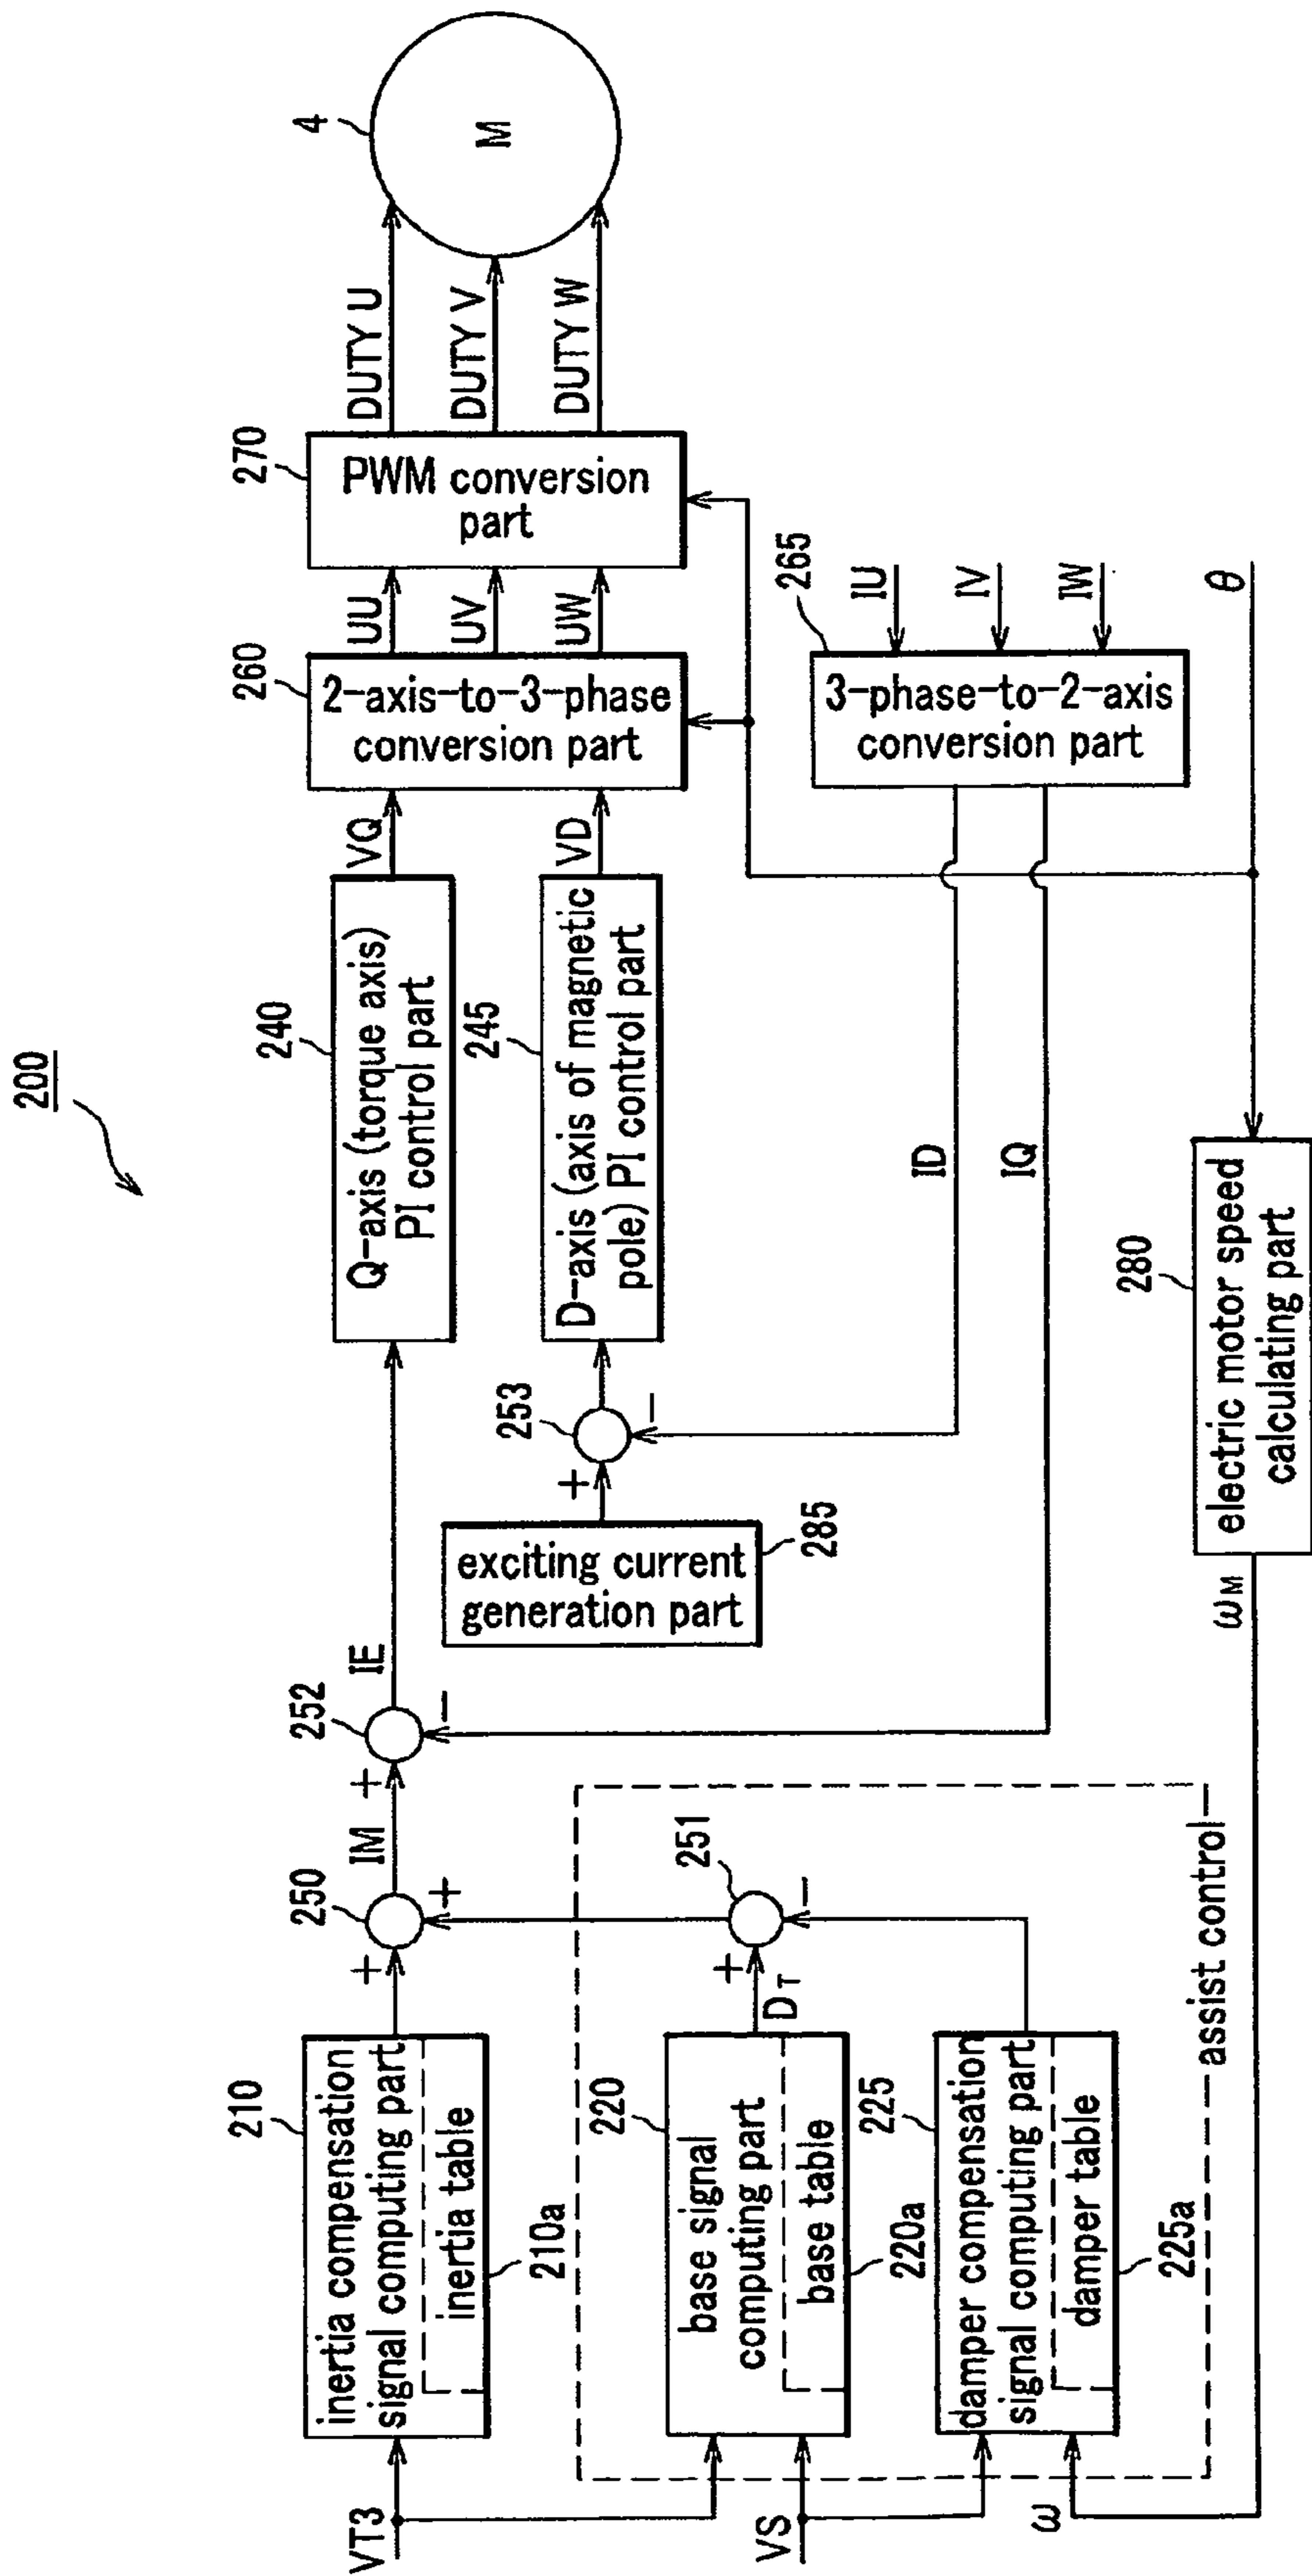 200
210
inertia compensation
signal computing part
inertia table
210a
VT3
250
+
+
IM
+
252
−
IE
240
Q-axis (torque axis)
PI control part
VQ
260
2-axis-to-3-phase
conversion part
UU
UV
UW
270
PWM conversion
part
DUTY U
DUTY V
DUTY W
4
M
exciting current
generation part
285
+
253
−
245
D-axis (axis of magnetic
pole) PI control part
VD
220
base signal
computing part
base table
220a
VS
DT
+
251
−
225
damper compensation
signal computing part
damper table
225a
ω
assist control
ID
IQ
265
3-phase-to-2-axis
conversion part
IU
IV
IW
ωM
280
electric motor speed
calculating part
θ